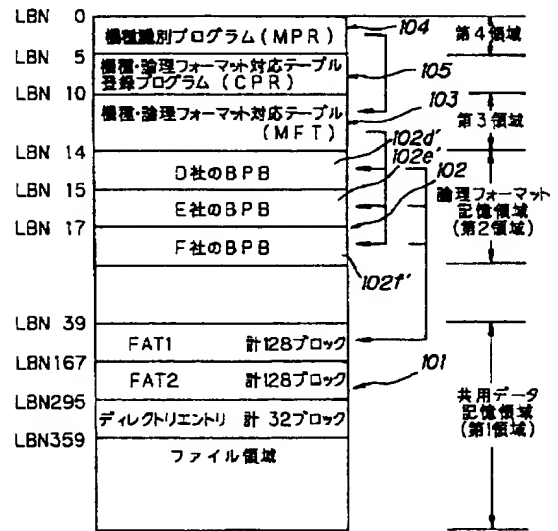 LBN 0
機種識別プログラム(MPR)
104
第4領域
LBN 5
機種・論理フォーマット対応テーブル
登録プログラム(CPR)
105
LBN 10
機種・論理フォーマット対応テーブル
(MFT)
103
第3領域
LBN 14
102d'
D社のBPB
102e'
LBN 15
E社のBPB
102
論理フォーマット
記憶領域
(第2領域)
LBN 17
F社のBPB
102f'
LBN 39
FAT1 計128ブロック
LBN167
FAT2 計128ブロック
101
LBN295
ディレクトリエントリ 計 32ブロック
共用データ
記憶領域
(第1領域)
LBN359
ファイル領域